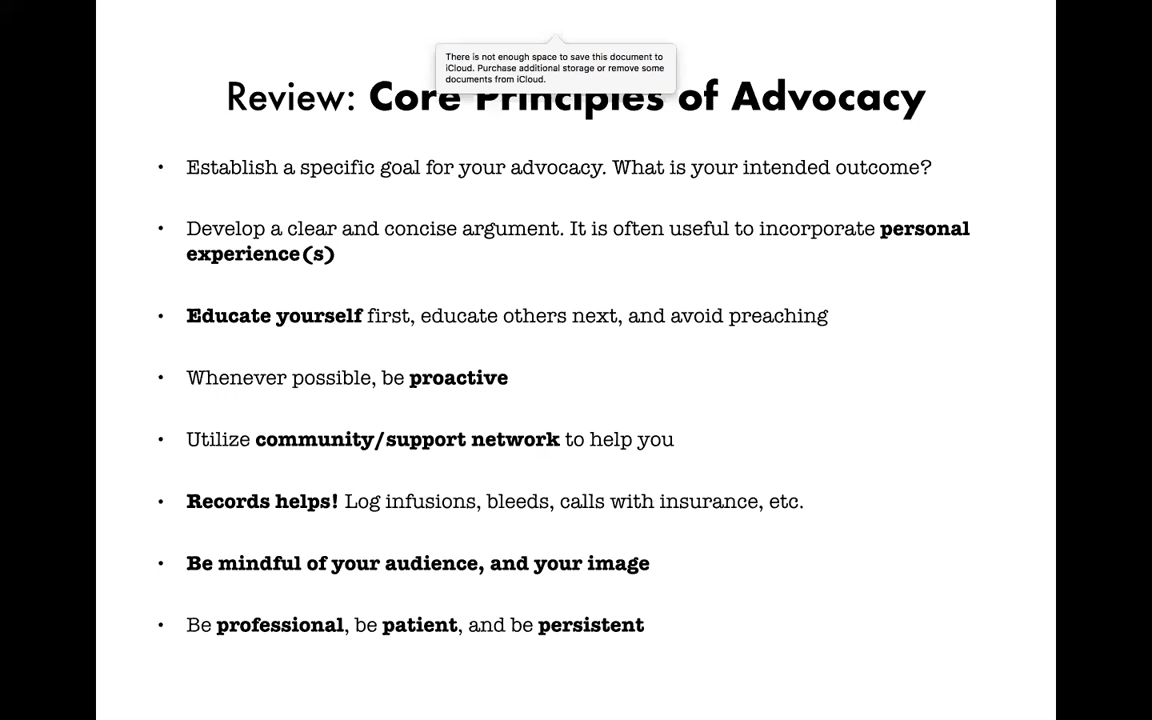 There is not enough space to save this document to
iCloud. Purchase additional storage or remove some
documents from iCloud.
Review: Core Principles of Advocacy
• Establish a specific goal for your advocacy. What is your intended outcome?
• Develop a clear and concise argument. It is often useful to incorporate personal
experience(s)
• Educate yourself first, educate others next, and avoid preaching
• Whenever possible, be proactive
• Utilize community/support network to help you
• Records helps! Log infusions, bleeds, calls with insurance, etc.
• Be mindful of your audience, and your image
• Be professional, be patient, and be persistent